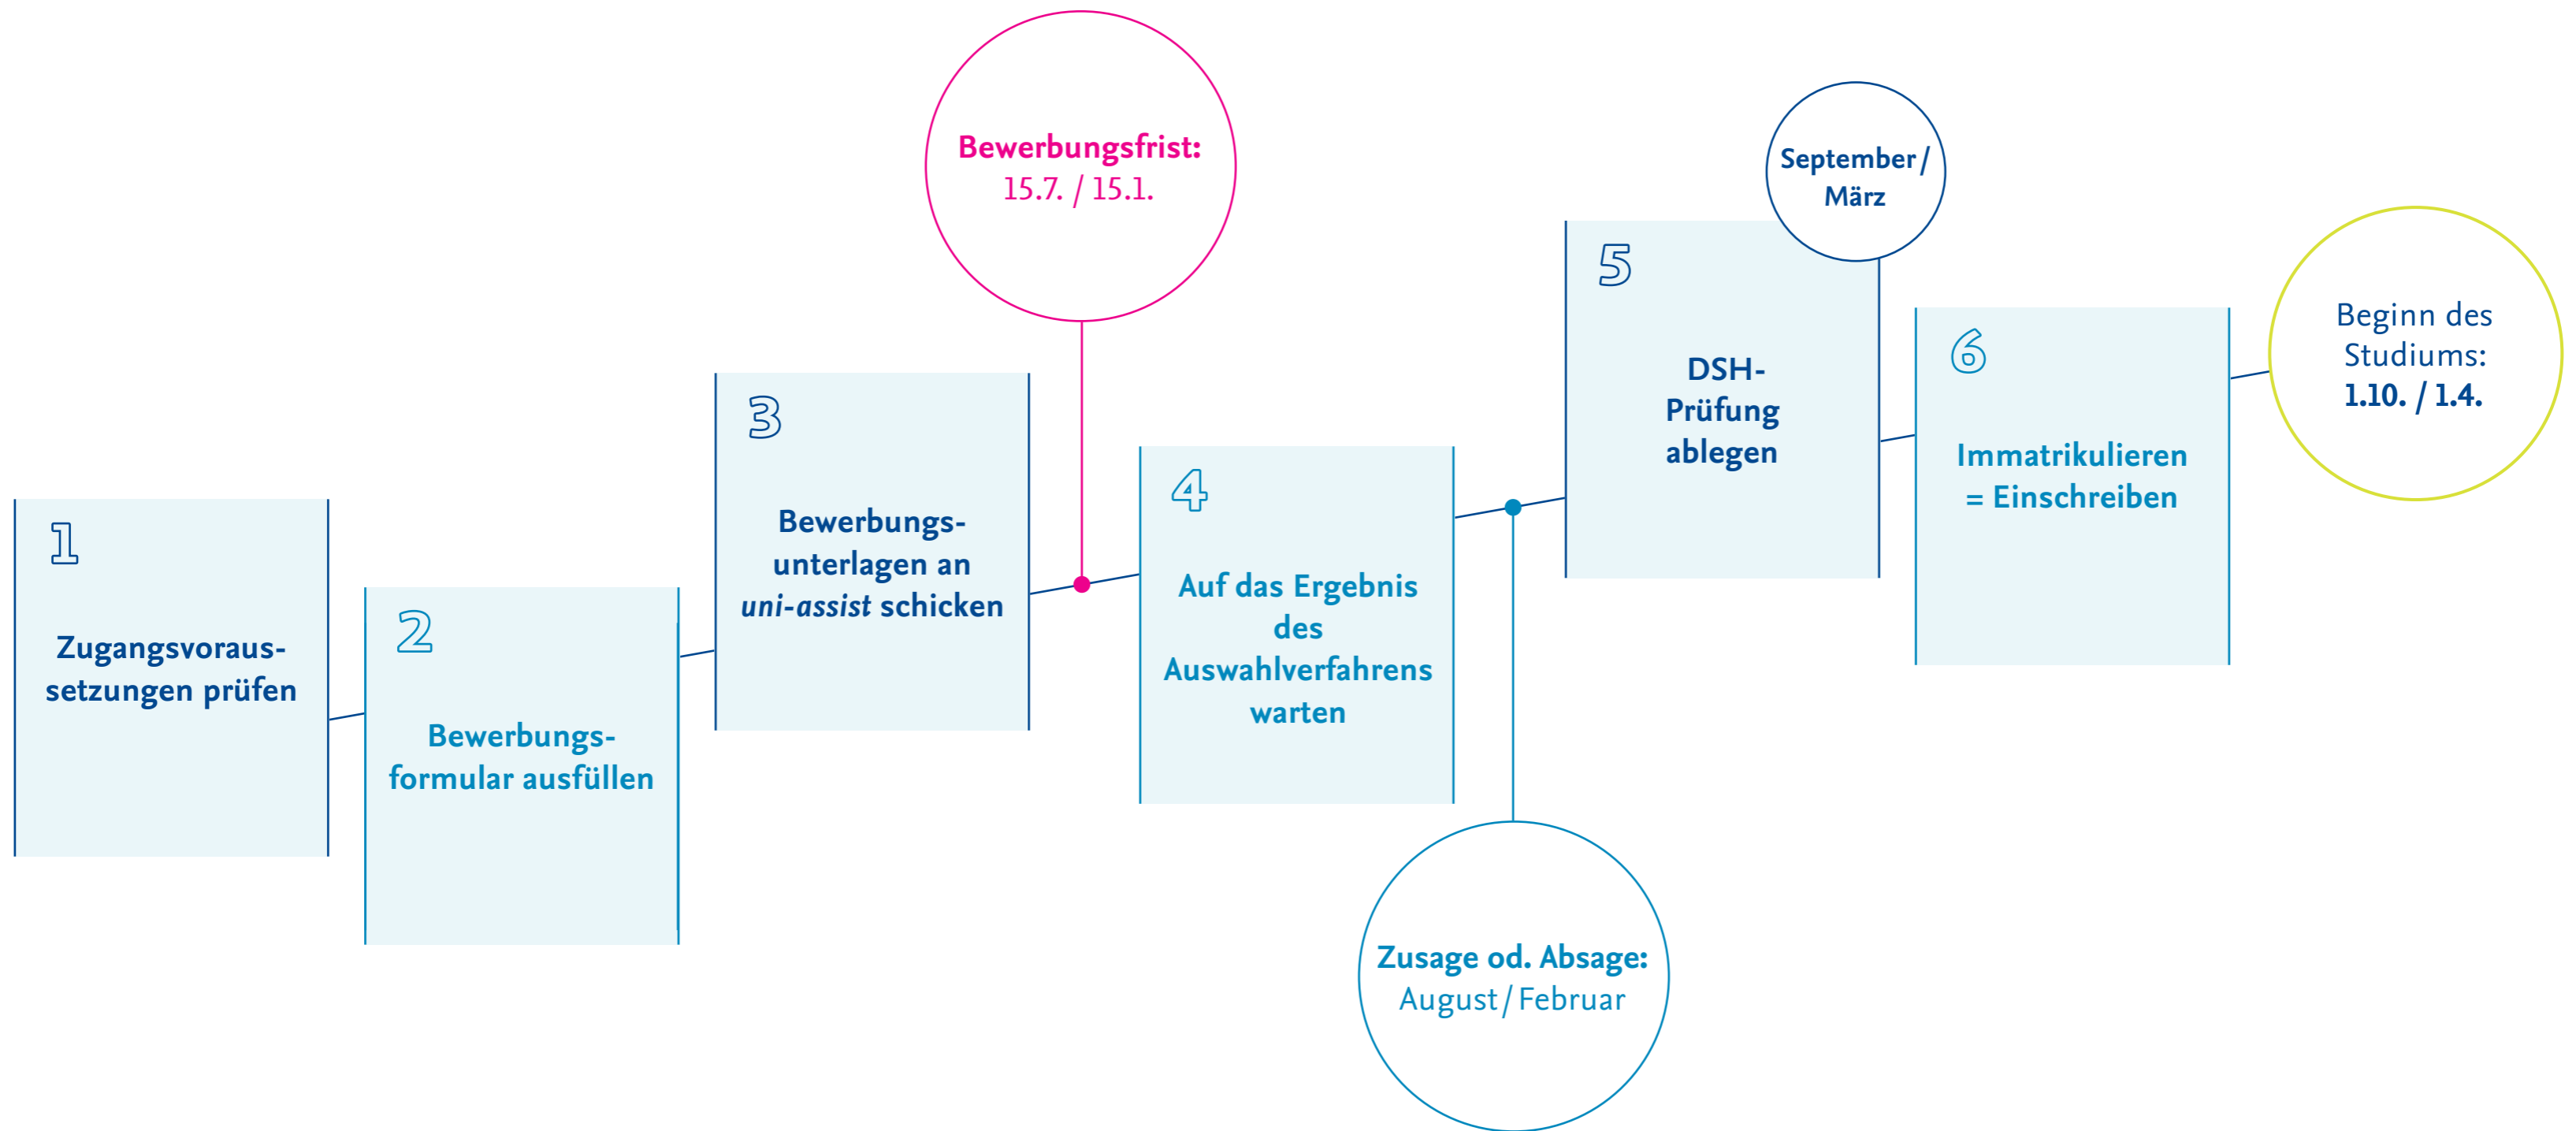 1
Zugangsvoraus-
setzungen prüfen
2
Bewerbungs-
formular ausfüllen
3
Bewerbungs-
unterlagen an
uni-assist schicken
Bewerbungsfrist:
15.7. / 15.1.
4
Auf das Ergebnis
des
Auswahlverfahrens
warten
Zusage od. Absage:
August / Februar
5
DSH-
Prüfung
ablegen
September /
März
6
Immatrikulieren
= Einschreiben
Beginn des
Studiums:
1.10. / 1.4.